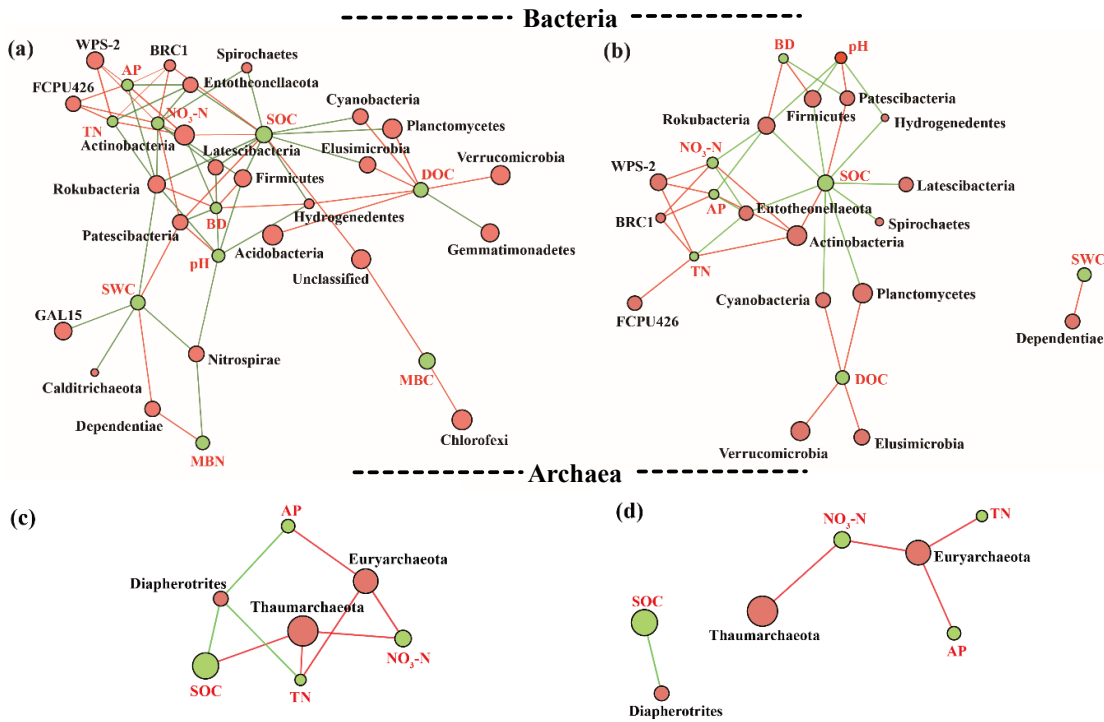 Bacteria
(a)
WPS-2
BRC1
Spirochaetes
AP
Entotheonellaeota
FCPU426
Cyanobacteria
NO₃-N
SOC
Planctomycetes
TN
Actinobacteria
Elusimicrobia
Latescibacteria
Verrucomicrobia
Firmicutes
DOC
Rokubacteria
Hydrogenedentes
BD
Patescibacteria
Acidobacteria
Gemmatimonadetes
pH
Unclassified
SWC
GAL15
Nitrospirae
Calditrichaeota
MBC
Dependentiae
Chlorofexi
MBN
(b)
BD
pH
Patescibacteria
Firmicutes
Rokubacteria
Hydrogenedentes
NO₃-N
WPS-2
SOC
Latescibacteria
AP
Entotheonellaeota
BRC1
Spirochaetes
Actinobacteria
TN
SWC
Cyanobacteria
Planctomycetes
FCPU426
Dependentiae
DOC
Verrucomicrobia
Elusimicrobia
Archaea
(c)
AP
Euryarchaeota
Diapherotrites
Thaumarchaeota
NO₃-N
SOC
TN
(d)
NO₃-N
TN
Euryarchaeota
SOC
Thaumarchaeota
AP
Diapherotrites